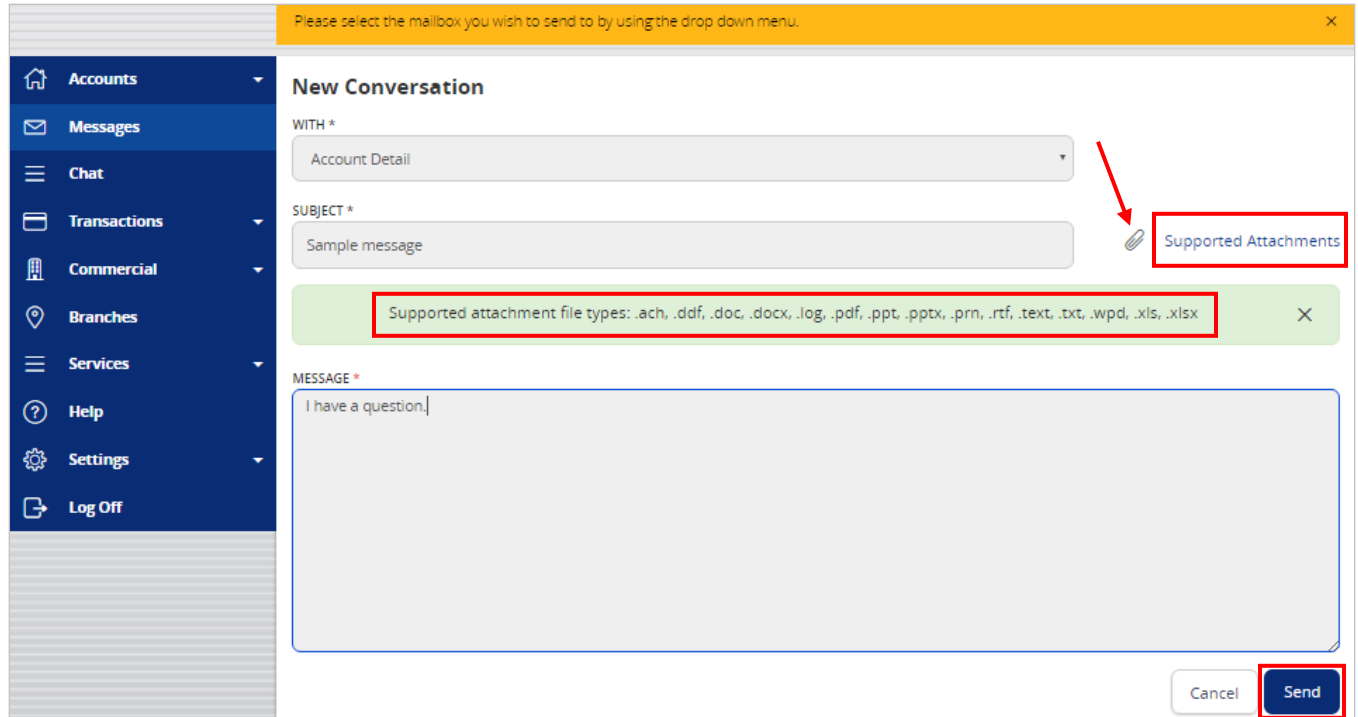 Please select the mailbox you wish to send to by using the drop down menu.
Accounts
Messages
Chat
Transactions
Commercial
Branches
Services
Help
Settings
Log Off
New Conversation
WITH *
Account Detail
SUBJECT *
Sample message
Supported Attachments
Supported attachment file types: .ach, .ddf, .doc, .docx, .log, .pdf, .ppt, .pptx, .prn, .rtf, .text, .txt, .wpd, .xls, .xlsx
MESSAGE *
I have a question.
Cancel
Send